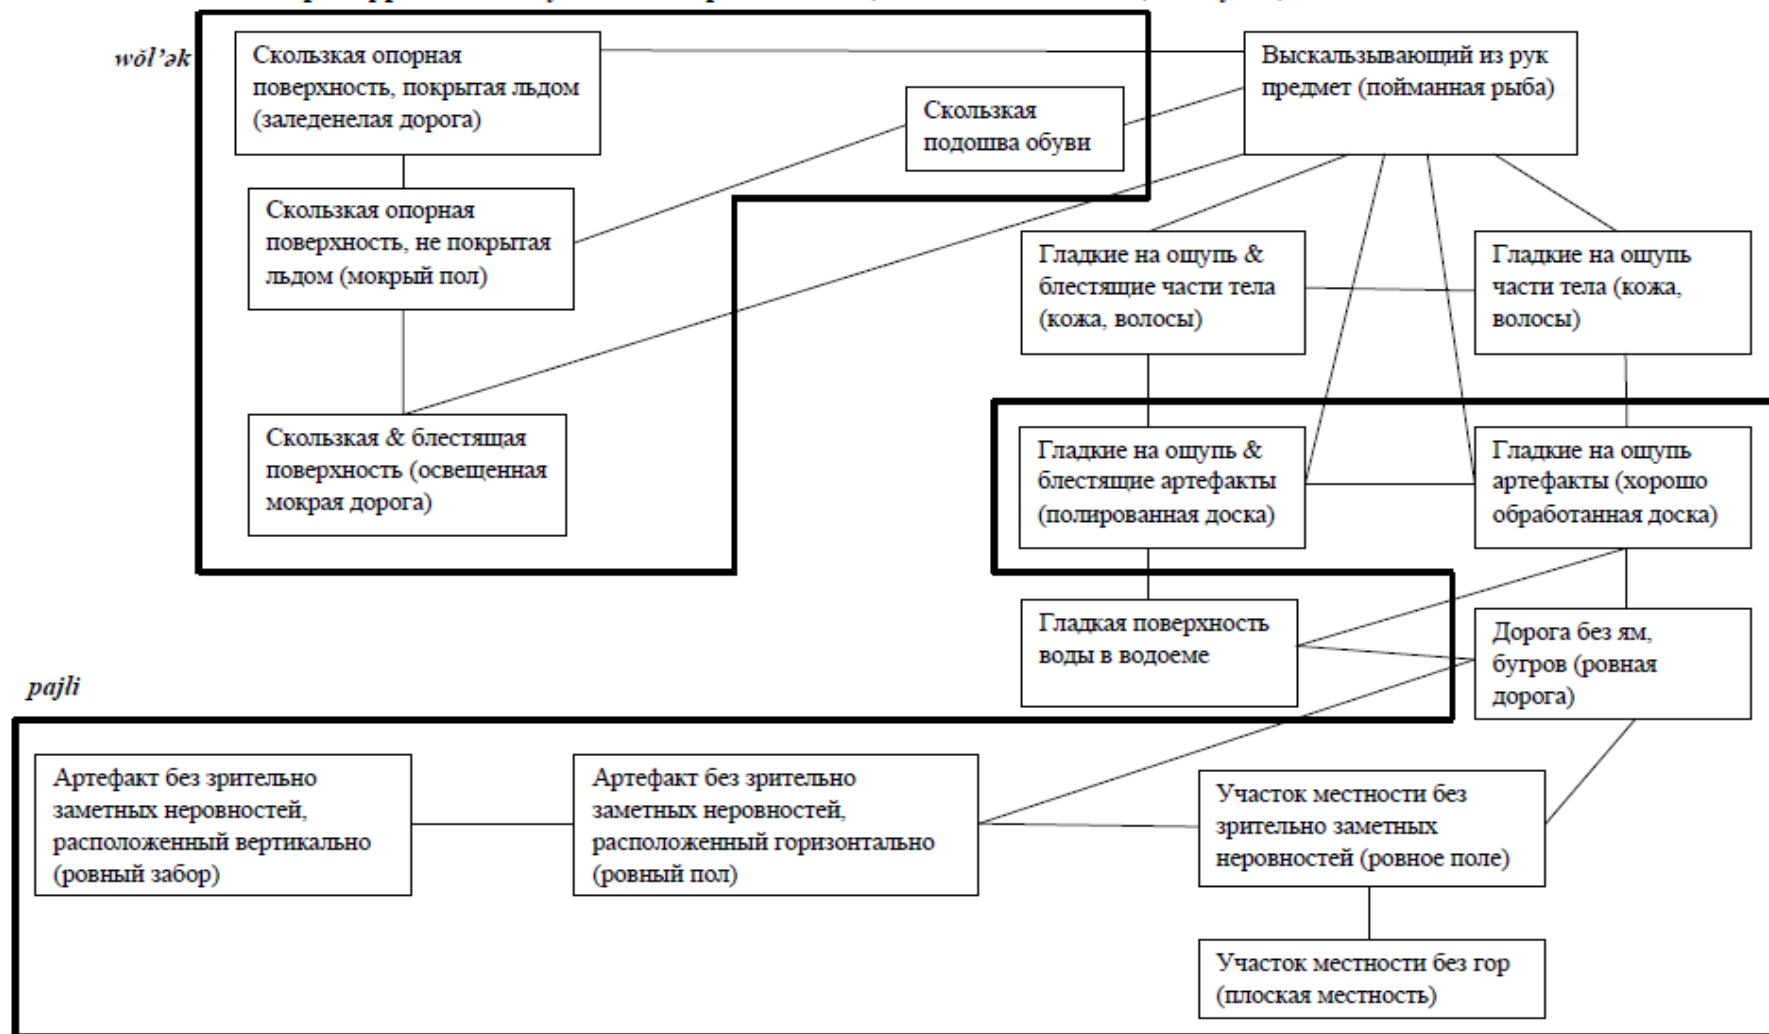 wŏl’ək
Скользкая опорная
поверхность, покрытая льдом
(заледенелая дорога)
Скользкая
подошва обуви
Выскальзывающий из рук
предмет (пойманная рыба)
Скользкая опорная
поверхность, не покрытая
льдом (мокрый пол)
Гладкие на ощупь &
блестящие части тела
(кожа, волосы)
Гладкие на ощупь
части тела (кожа,
волосы)
Скользкая & блестящая
поверхность (освещенная
мокрая дорога)
Гладкие на ощупь &
блестящие артефакты
(полированная доска)
Гладкие на ощупь
артефакты (хорошо
обработанная доска)
Гладкая поверхность
воды в водоеме
Дорога без ям,
бугров (ровная
дорога)
pajli
Артефакт без зрительно
заметных неровностей,
расположенный вертикально
(ровный забор)
Артефакт без зрительно
заметных неровностей,
расположенный горизонтально
(ровный пол)
Участок местности без
зрительно заметных
неровностей (ровное поле)
Участок местности без гор
(плоская местность)